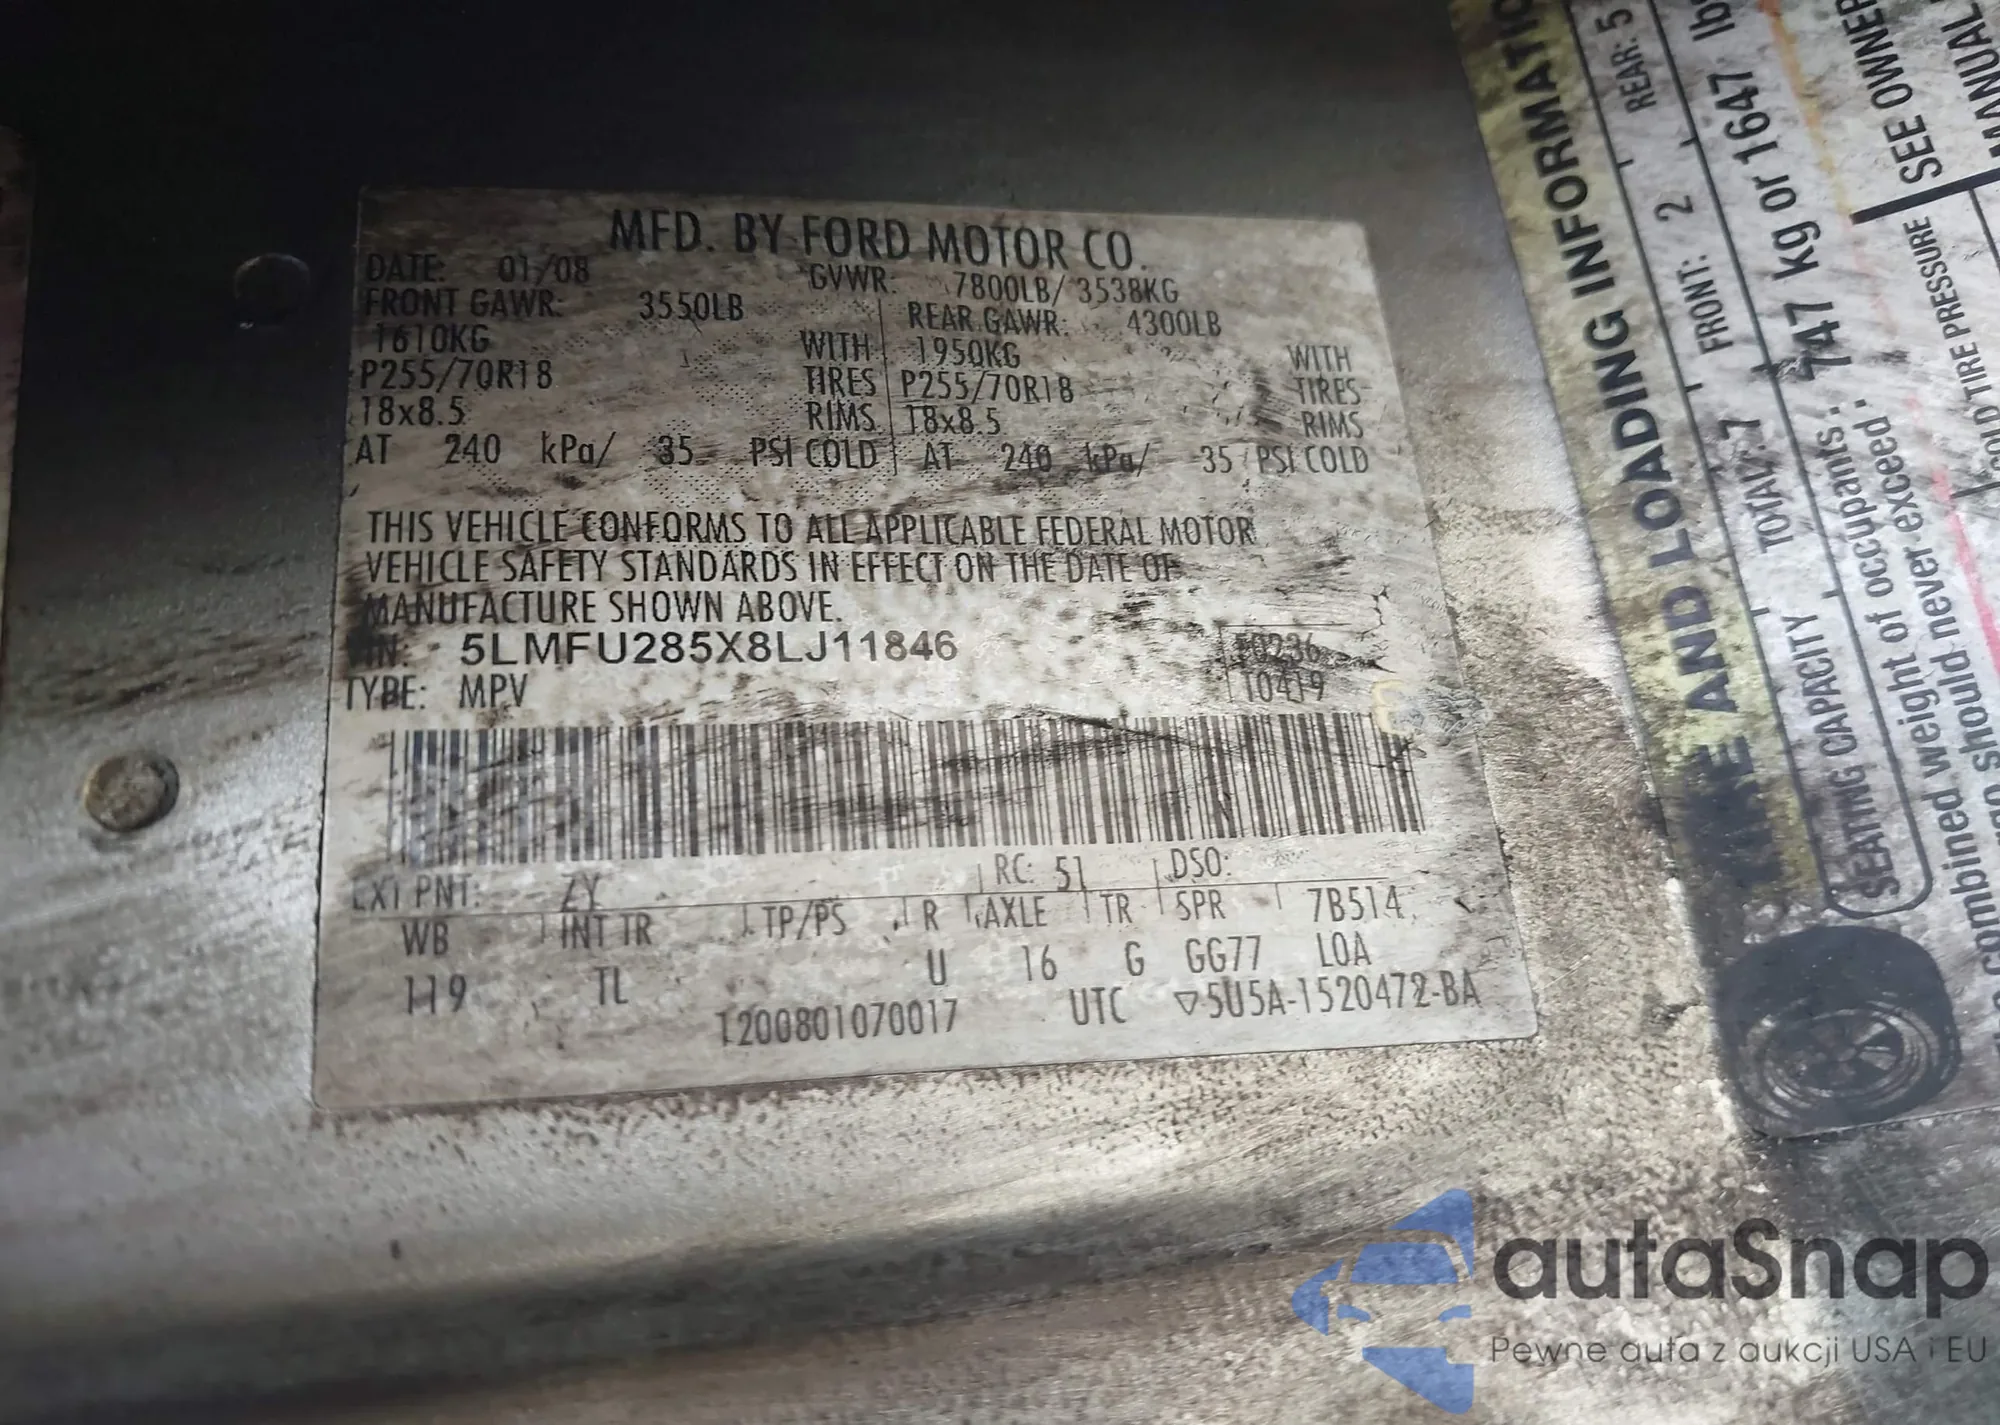 MFD. BY FORD MOTOR CO.
DATE: 01/08 GVWR: 7800LB/ 3538KG
FRONT GAWR: 3550LB REAR GAWR: 4300LB
1610KG WITH 1950KG WITH
P255/70R18 TIRES P255/70R18 TIRES
18x8.5 RIMS 18x8.5 RIMS
AT 240 kPa/ 35 PSI COLD AT 240 kPa/ 35 PSI COLD
THIS VEHICLE CONFORMS TO ALL APPLICABLE FEDERAL MOTOR
VEHICLE SAFETY STANDARDS IN EFFECT ON THE DATE OF
MANUFACTURE SHOWN ABOVE.
VIN: 5LMFU285X8LJ11846
TYPE: MPV T0419
EXT PNT: ZY RC: 51 DSO:
WB INT TR TP/PS R AXLE TR SPR 7B514
119 TL U 16 G GG77 LOA
T200801070017 UTC ▽5U5A-1520472-BA
TIRE AND LOADING INFORMATION
SEATING CAPACITY TOTAL: 7 FRONT: 2 REAR: 5
occupants: 747 kg or 1647
Combined weight of occupants should never exceed
SEE OWNER
MANUAL
COLD TIRE PRESSURE
autaSnap
Pewne auta z aukcji USA i EU